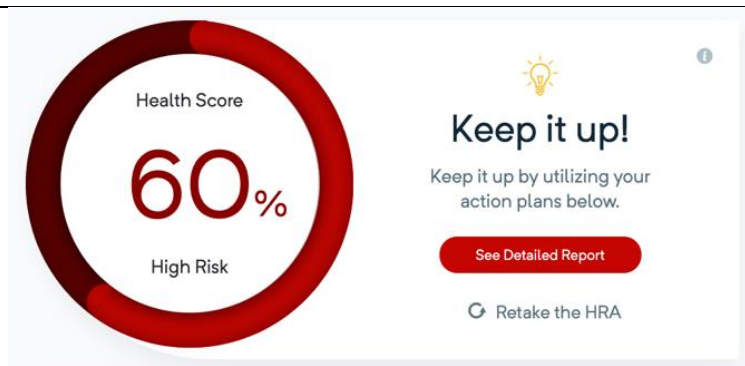 Health Score
60%
High Risk
Keep it up!
Keep it up by utilizing your
action plans below.
See Detailed Report
Retake the HRA